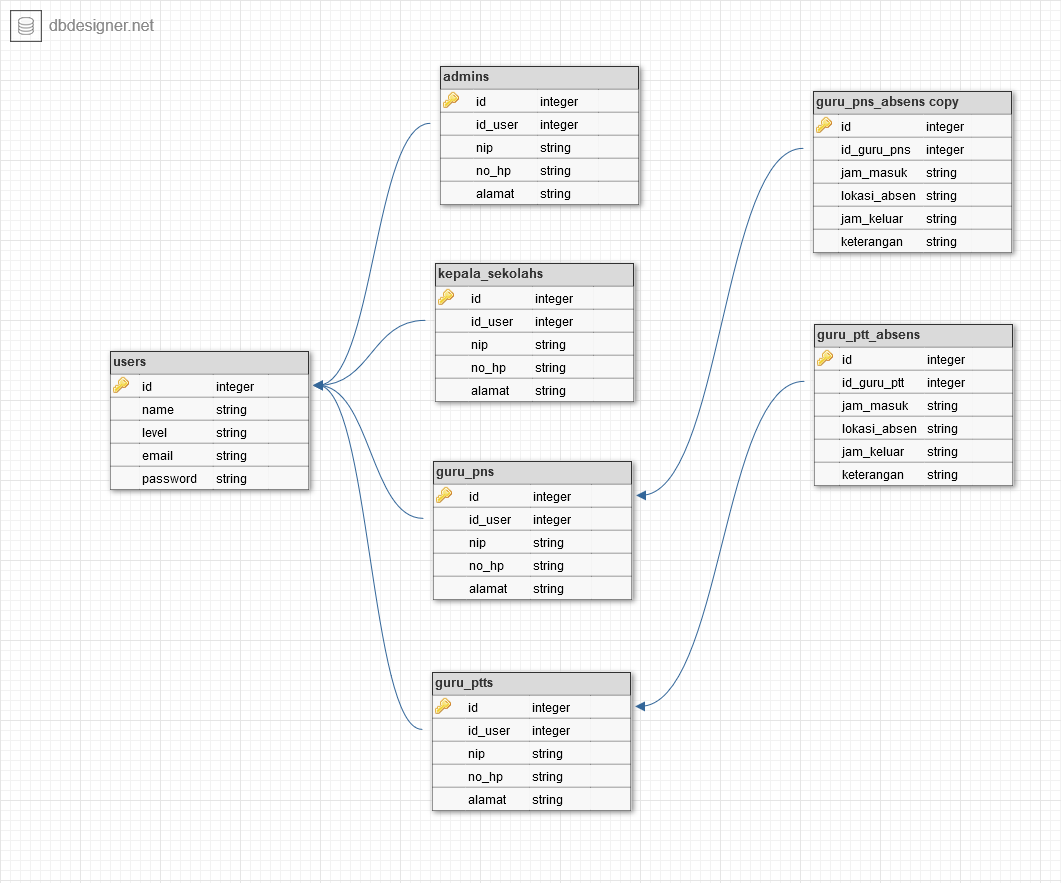 dbdesigner.net
admins
id integer
id_user integer
nip string
no_hp string
alamat string
guru_pns_absens copy
id integer
id_guru_pns integer
jam_masuk string
lokasi_absen string
jam_keluar string
keterangan string
kepala_sekolahs
id integer
id_user integer
nip string
no_hp string
alamat string
guru_ptt_absens
id integer
id_guru_ptt integer
jam_masuk string
lokasi_absen string
jam_keluar string
keterangan string
users
id integer
name string
level string
email string
password string
guru_pns
id integer
id_user integer
nip string
no_hp string
alamat string
guru_ptts
id integer
id_user integer
nip string
no_hp string
alamat string